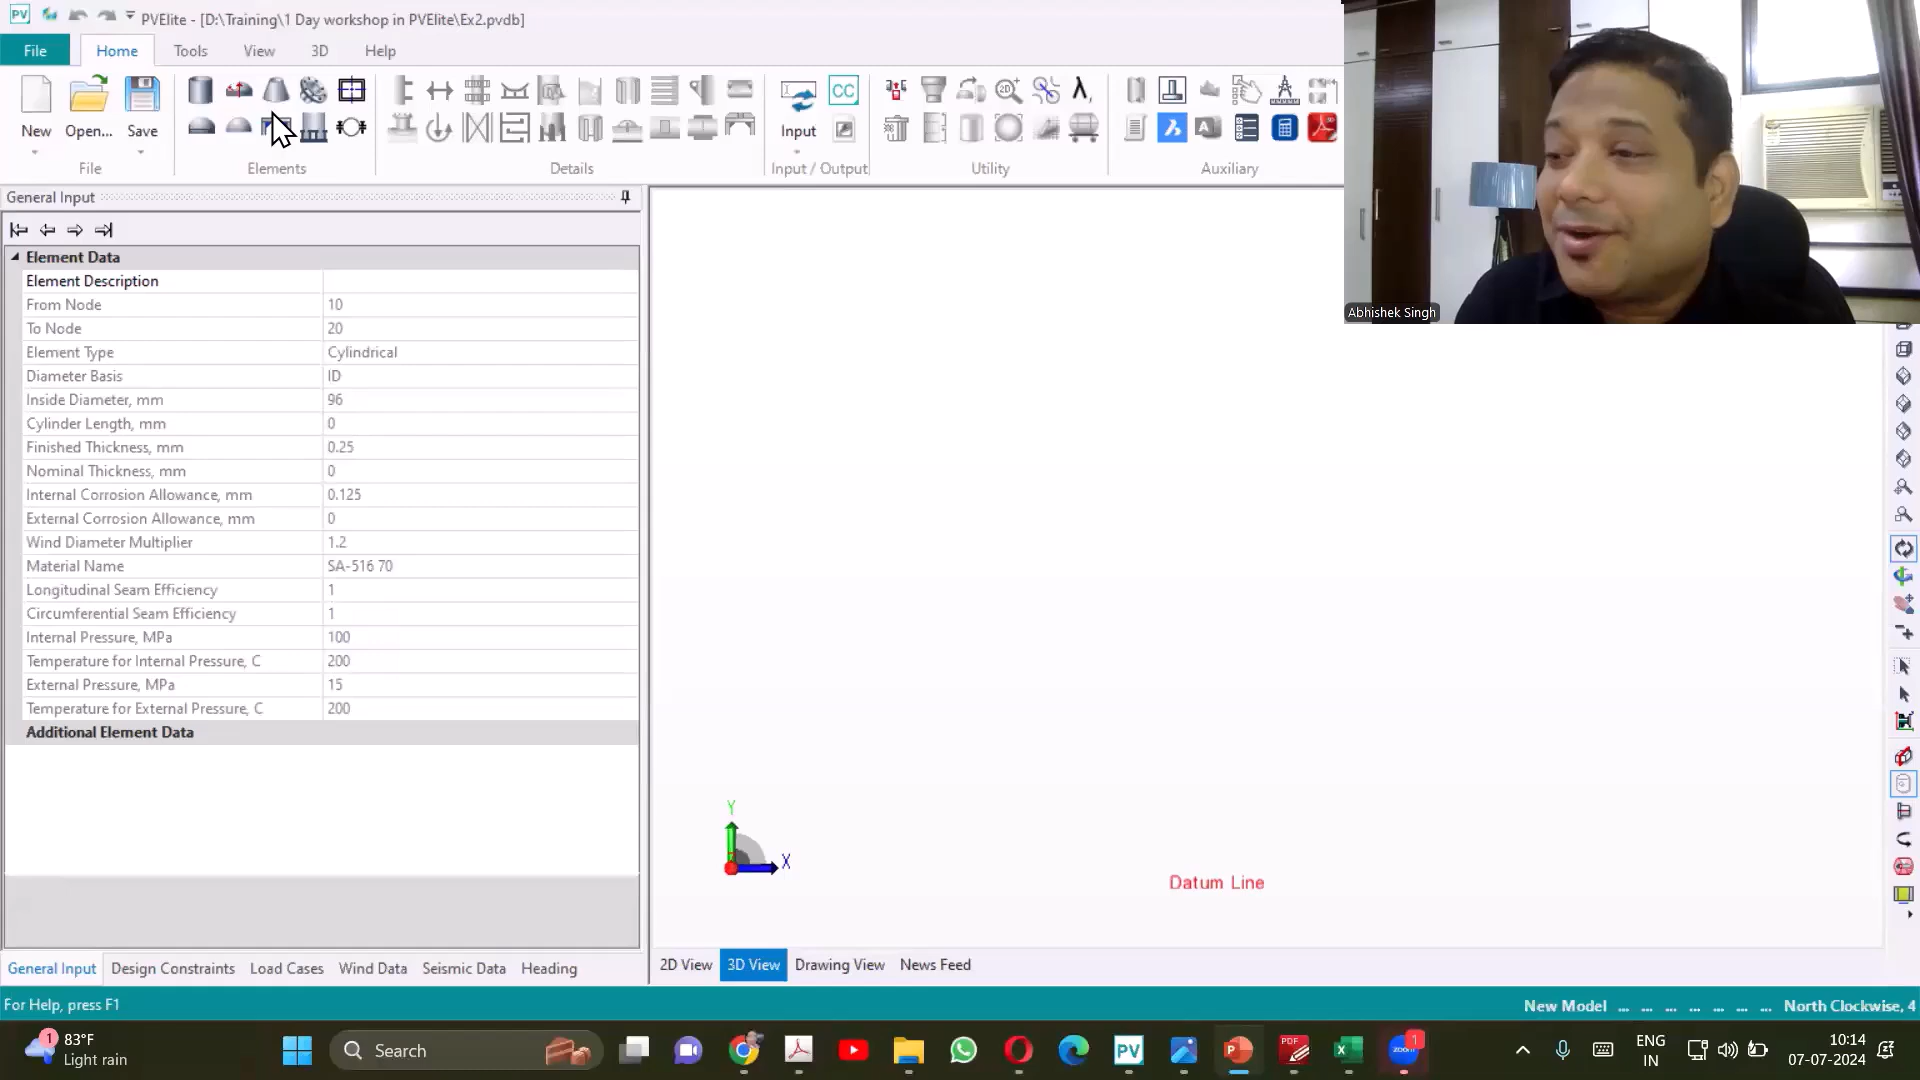 PV
PVElite - [D:\Training\1 Day workshop in PVElite\Ex2.pvdb]
File Home Tools View 3D Help
New Open... Save Input CC
File Elements Details Input / Output Utility Auxiliary
Abhishek Singh
General Input
Element Data
Element Description
From Node 10
To Node 20
Element Type Cylindrical
Diameter Basis ID
Inside Diameter, mm 96
Cylinder Length, mm 0
Finished Thickness, mm 0.25
Nominal Thickness, mm 0
Internal Corrosion Allowance, mm 0.125
External Corrosion Allowance, mm 0
Wind Diameter Multiplier 1.2
Material Name SA-516 70
Longitudinal Seam Efficiency 1
Circumferential Seam Efficiency 1
Internal Pressure, MPa 100
Temperature for Internal Pressure, C 200
External Pressure, MPa 15
Temperature for External Pressure, C 200
Additional Element Data
Y
X
Datum Line
General Input Design Constraints Load Cases Wind Data Seismic Data Heading
2D View 3D View Drawing View News Feed
For Help, press F1
New Model ... ... ... ... ... ... North Clockwise, 4
1 83°F
Light rain
Search
PV
PDF
zoom 1
ENG
IN
10:14
07-07-2024